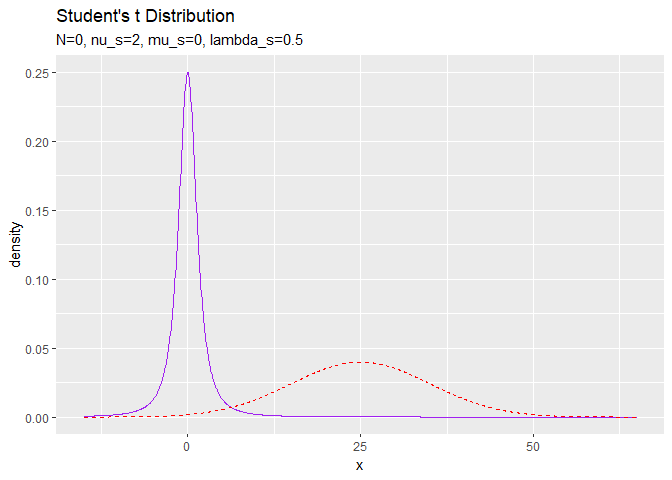 Student's t Distribution
N=0, nu_s=2, mu_s=0, lambda_s=0.5
0.25
0.20
0.15
0.10
0.05
0.00
density
0 25 50
x